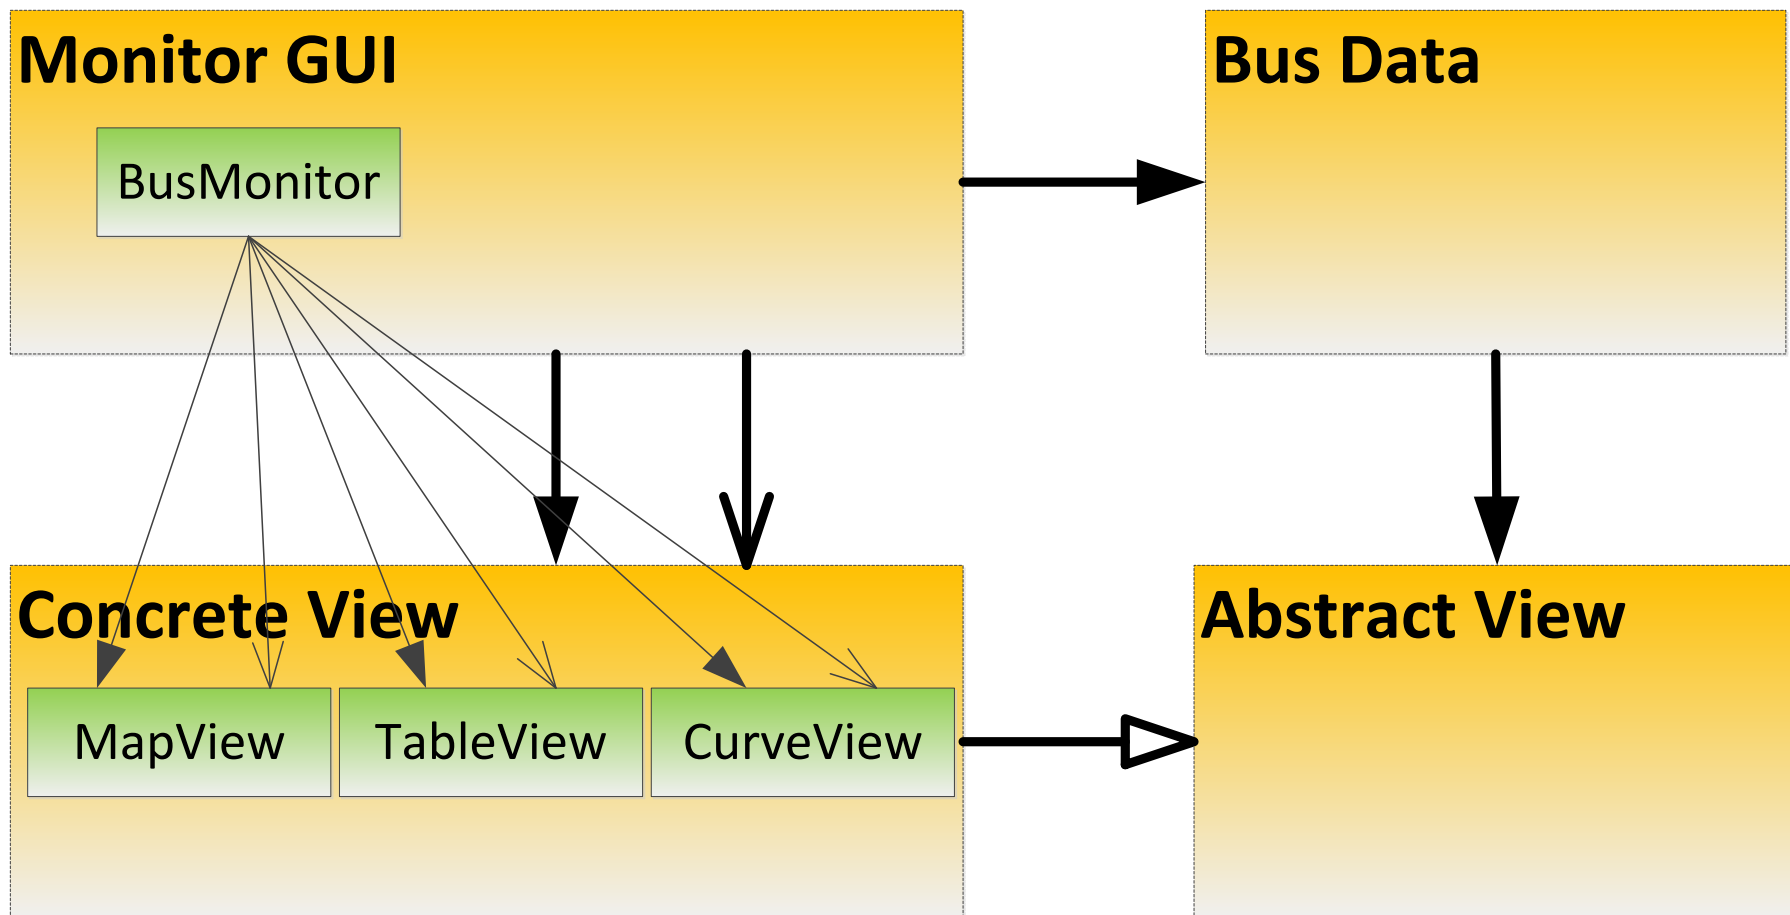 Monitor GUI
Bus Data
BusMonitor
Concrete View
Abstract View
MapView
TableView
CurveView